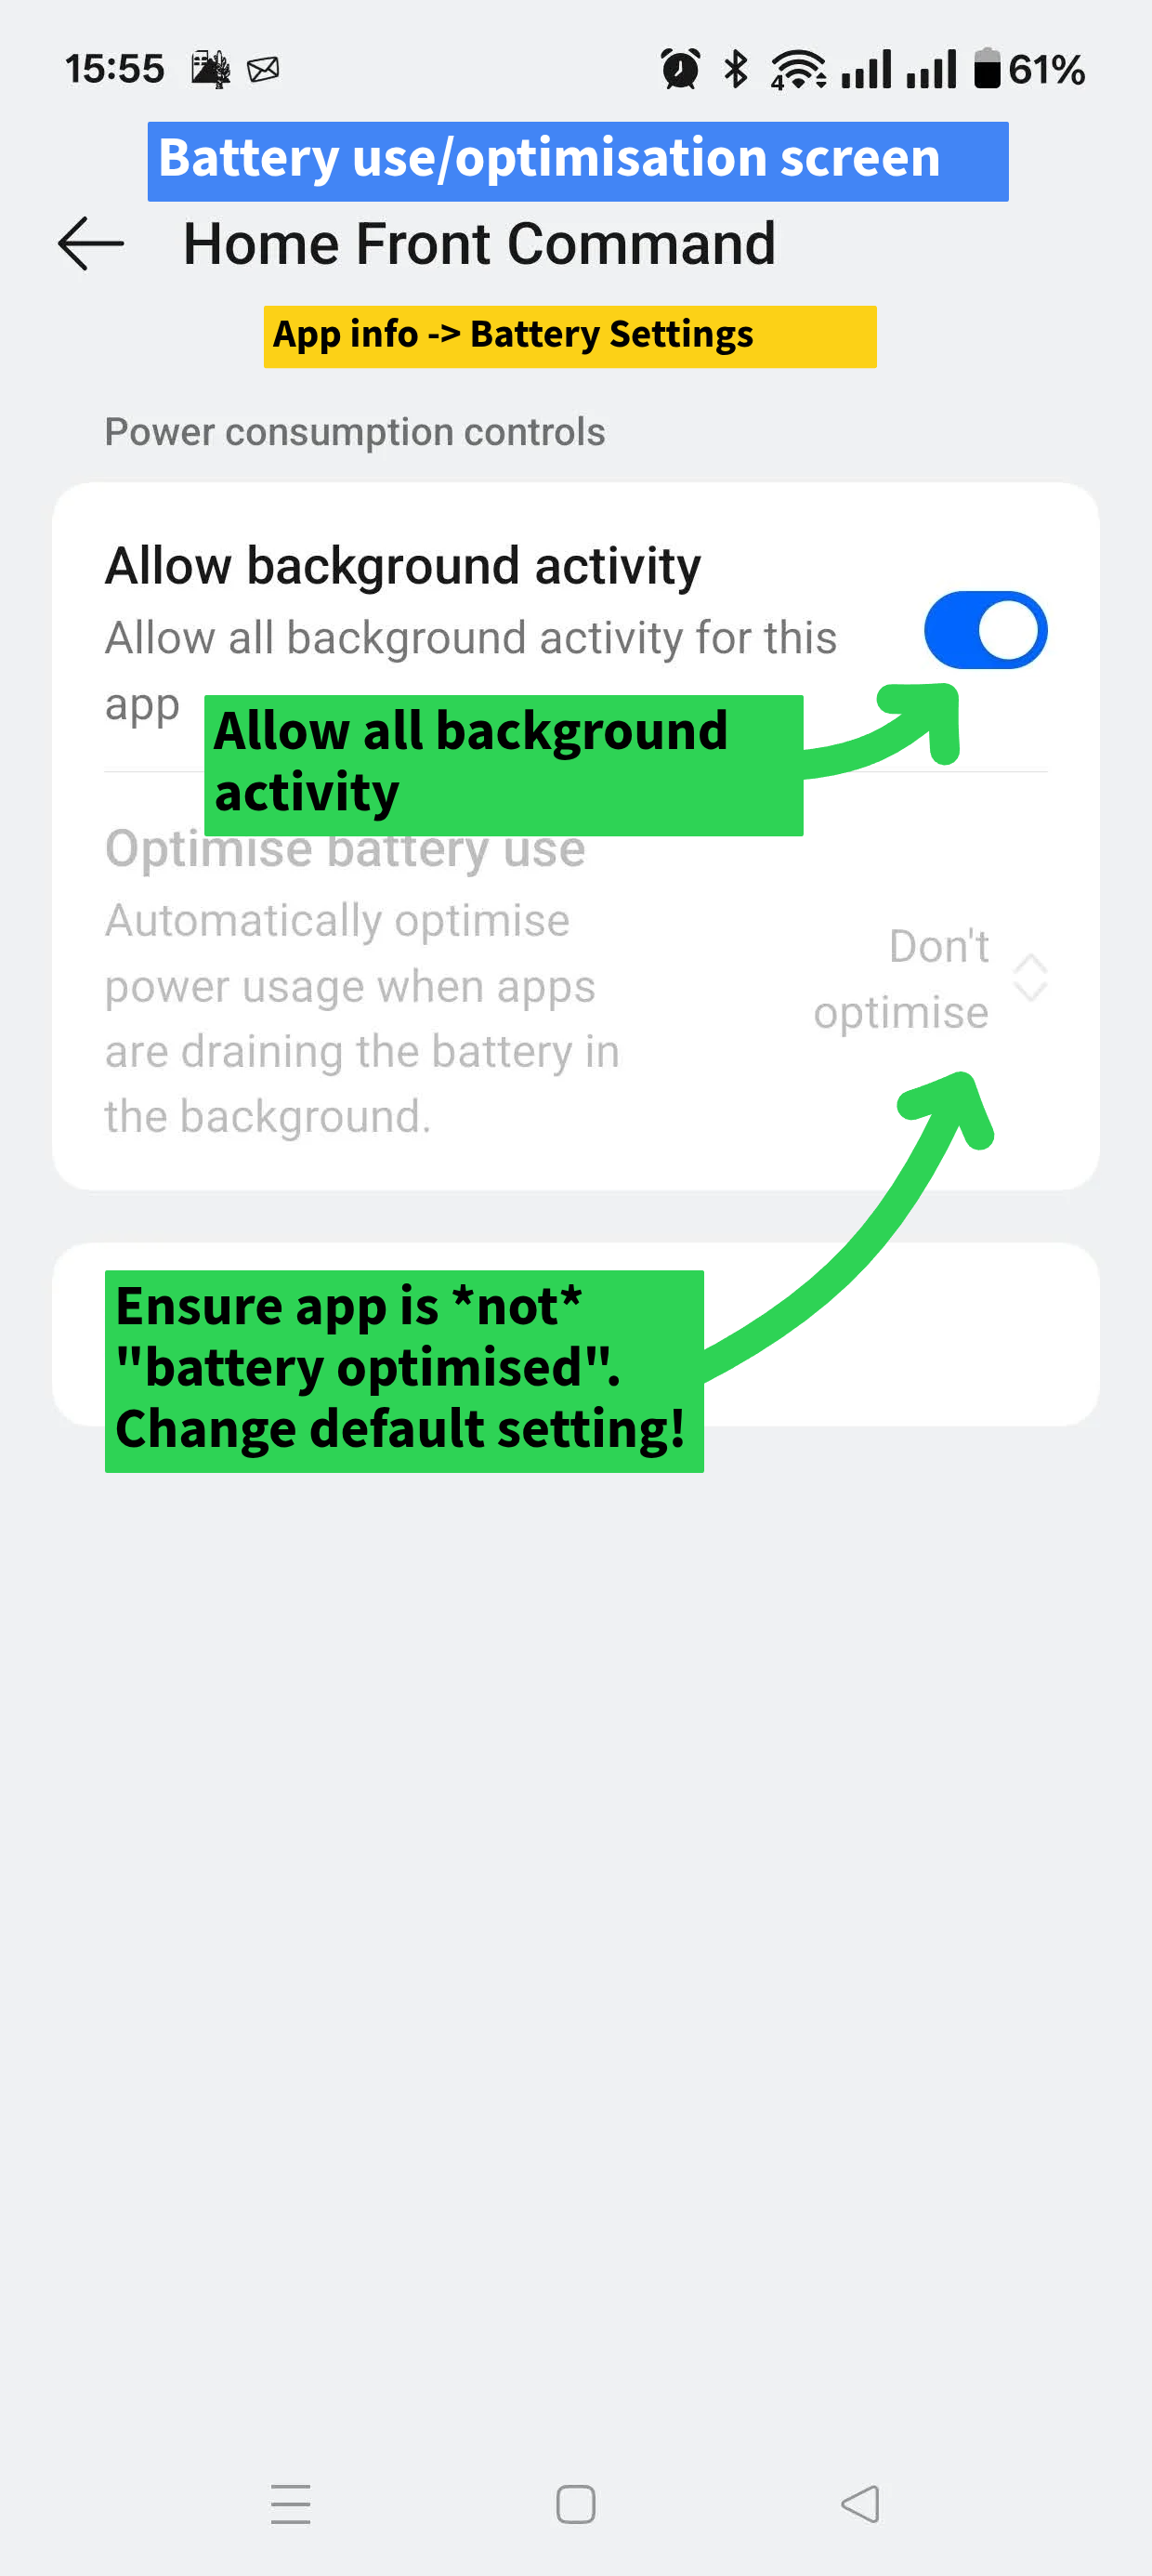 15:55
4
61%
Battery use/optimisation screen
Home Front Command
App info -> Battery Settings
Power consumption controls
Allow background activity
Allow all background activity for this
app
Allow all background
activity
Optimise battery use
Automatically optimise
power usage when apps
are draining the battery in
the background.
Don't
optimise
Ensure app is *not*
"battery optimised".
Change default setting!